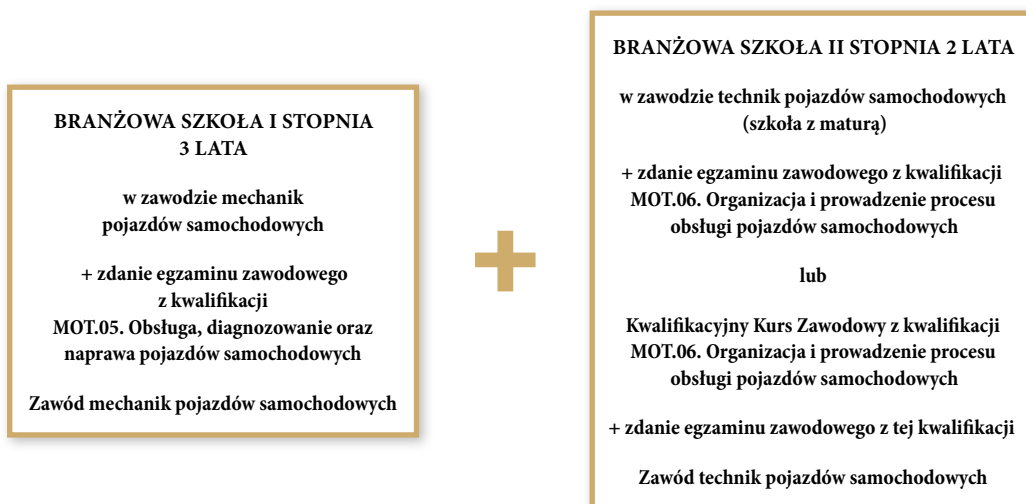 BRANŻOWA SZKOŁA I STOPNIA
3 LATA
w zawodzie mechanik
pojazdów samochodowych
+ zdanie egzaminu zawodowego
z kwalifikacji
MOT.05. Obsługa, diagnozowanie oraz
naprawa pojazdów samochodowych
Zawód mechanik pojazdów samochodowych
+
BRANŻOWA SZKOŁA II STOPNIA 2 LATA
w zawodzie technik pojazdów samochodowych
(szkoła z maturą)
+ zdanie egzaminu zawodowego z kwalifikacji
MOT.06. Organizacja i prowadzenie procesu
obsługi pojazdów samochodowych
lub
Kwalifikacyjny Kurs Zawodowy z kwalifikacji
MOT.06. Organizacja i prowadzenie procesu
obsługi pojazdów samochodowych
+ zdanie egzaminu zawodowego z tej kwalifikacji
Zawód technik pojazdów samochodowych